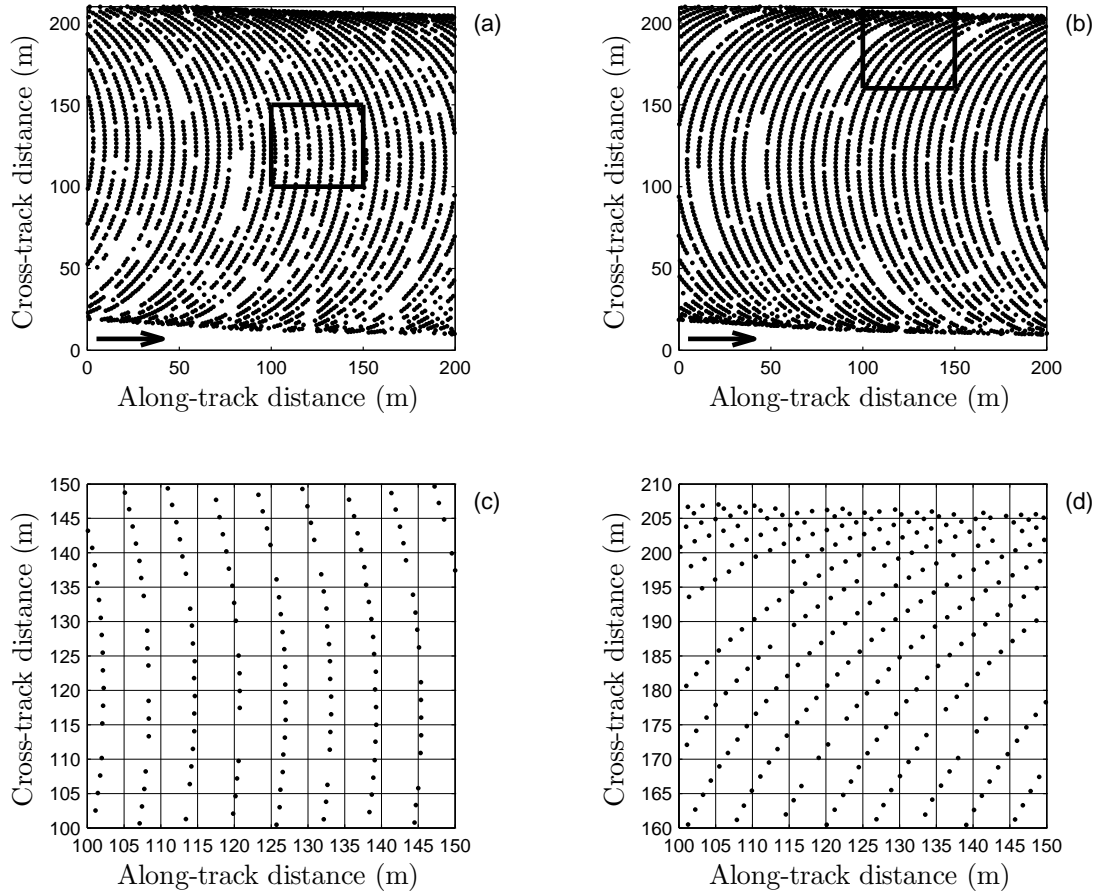 (a)
Cross-track distance (m)
200
150
100
50
0
0 50 100 150 200
Along-track distance (m)
(b)
Cross-track distance (m)
200
150
100
50
0
0 50 100 150 200
Along-track distance (m)
(c)
Cross-track distance (m)
150
145
140
135
130
125
120
115
110
105
100
100 105 110 115 120 125 130 135 140 145 150
Along-track distance (m)
(d)
Cross-track distance (m)
210
205
200
195
190
185
180
175
170
165
160
100 105 110 115 120 125 130 135 140 145 150
Along-track distance (m)